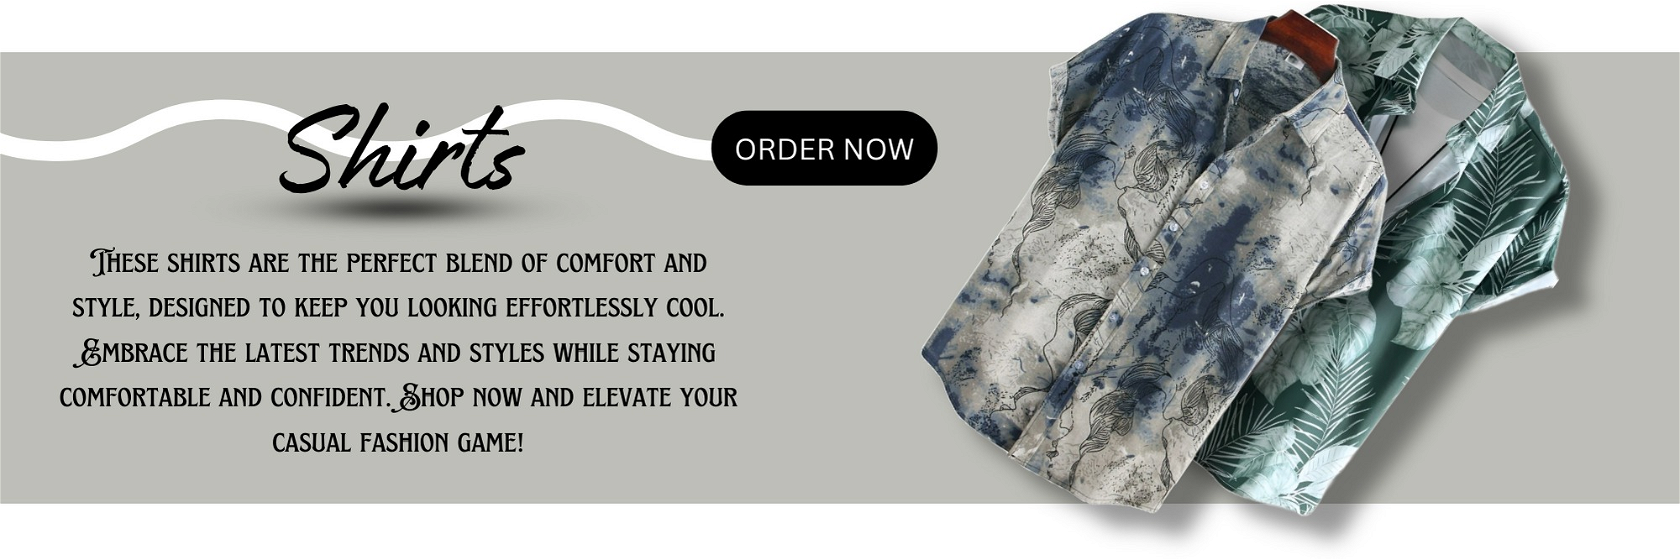 Shirts
ORDER NOW
These shirts are the perfect blend of comfort and
style, designed to keep you looking effortlessly cool.
Embrace the latest trends and styles while staying
comfortable and confident. Shop now and elevate your
casual fashion game!